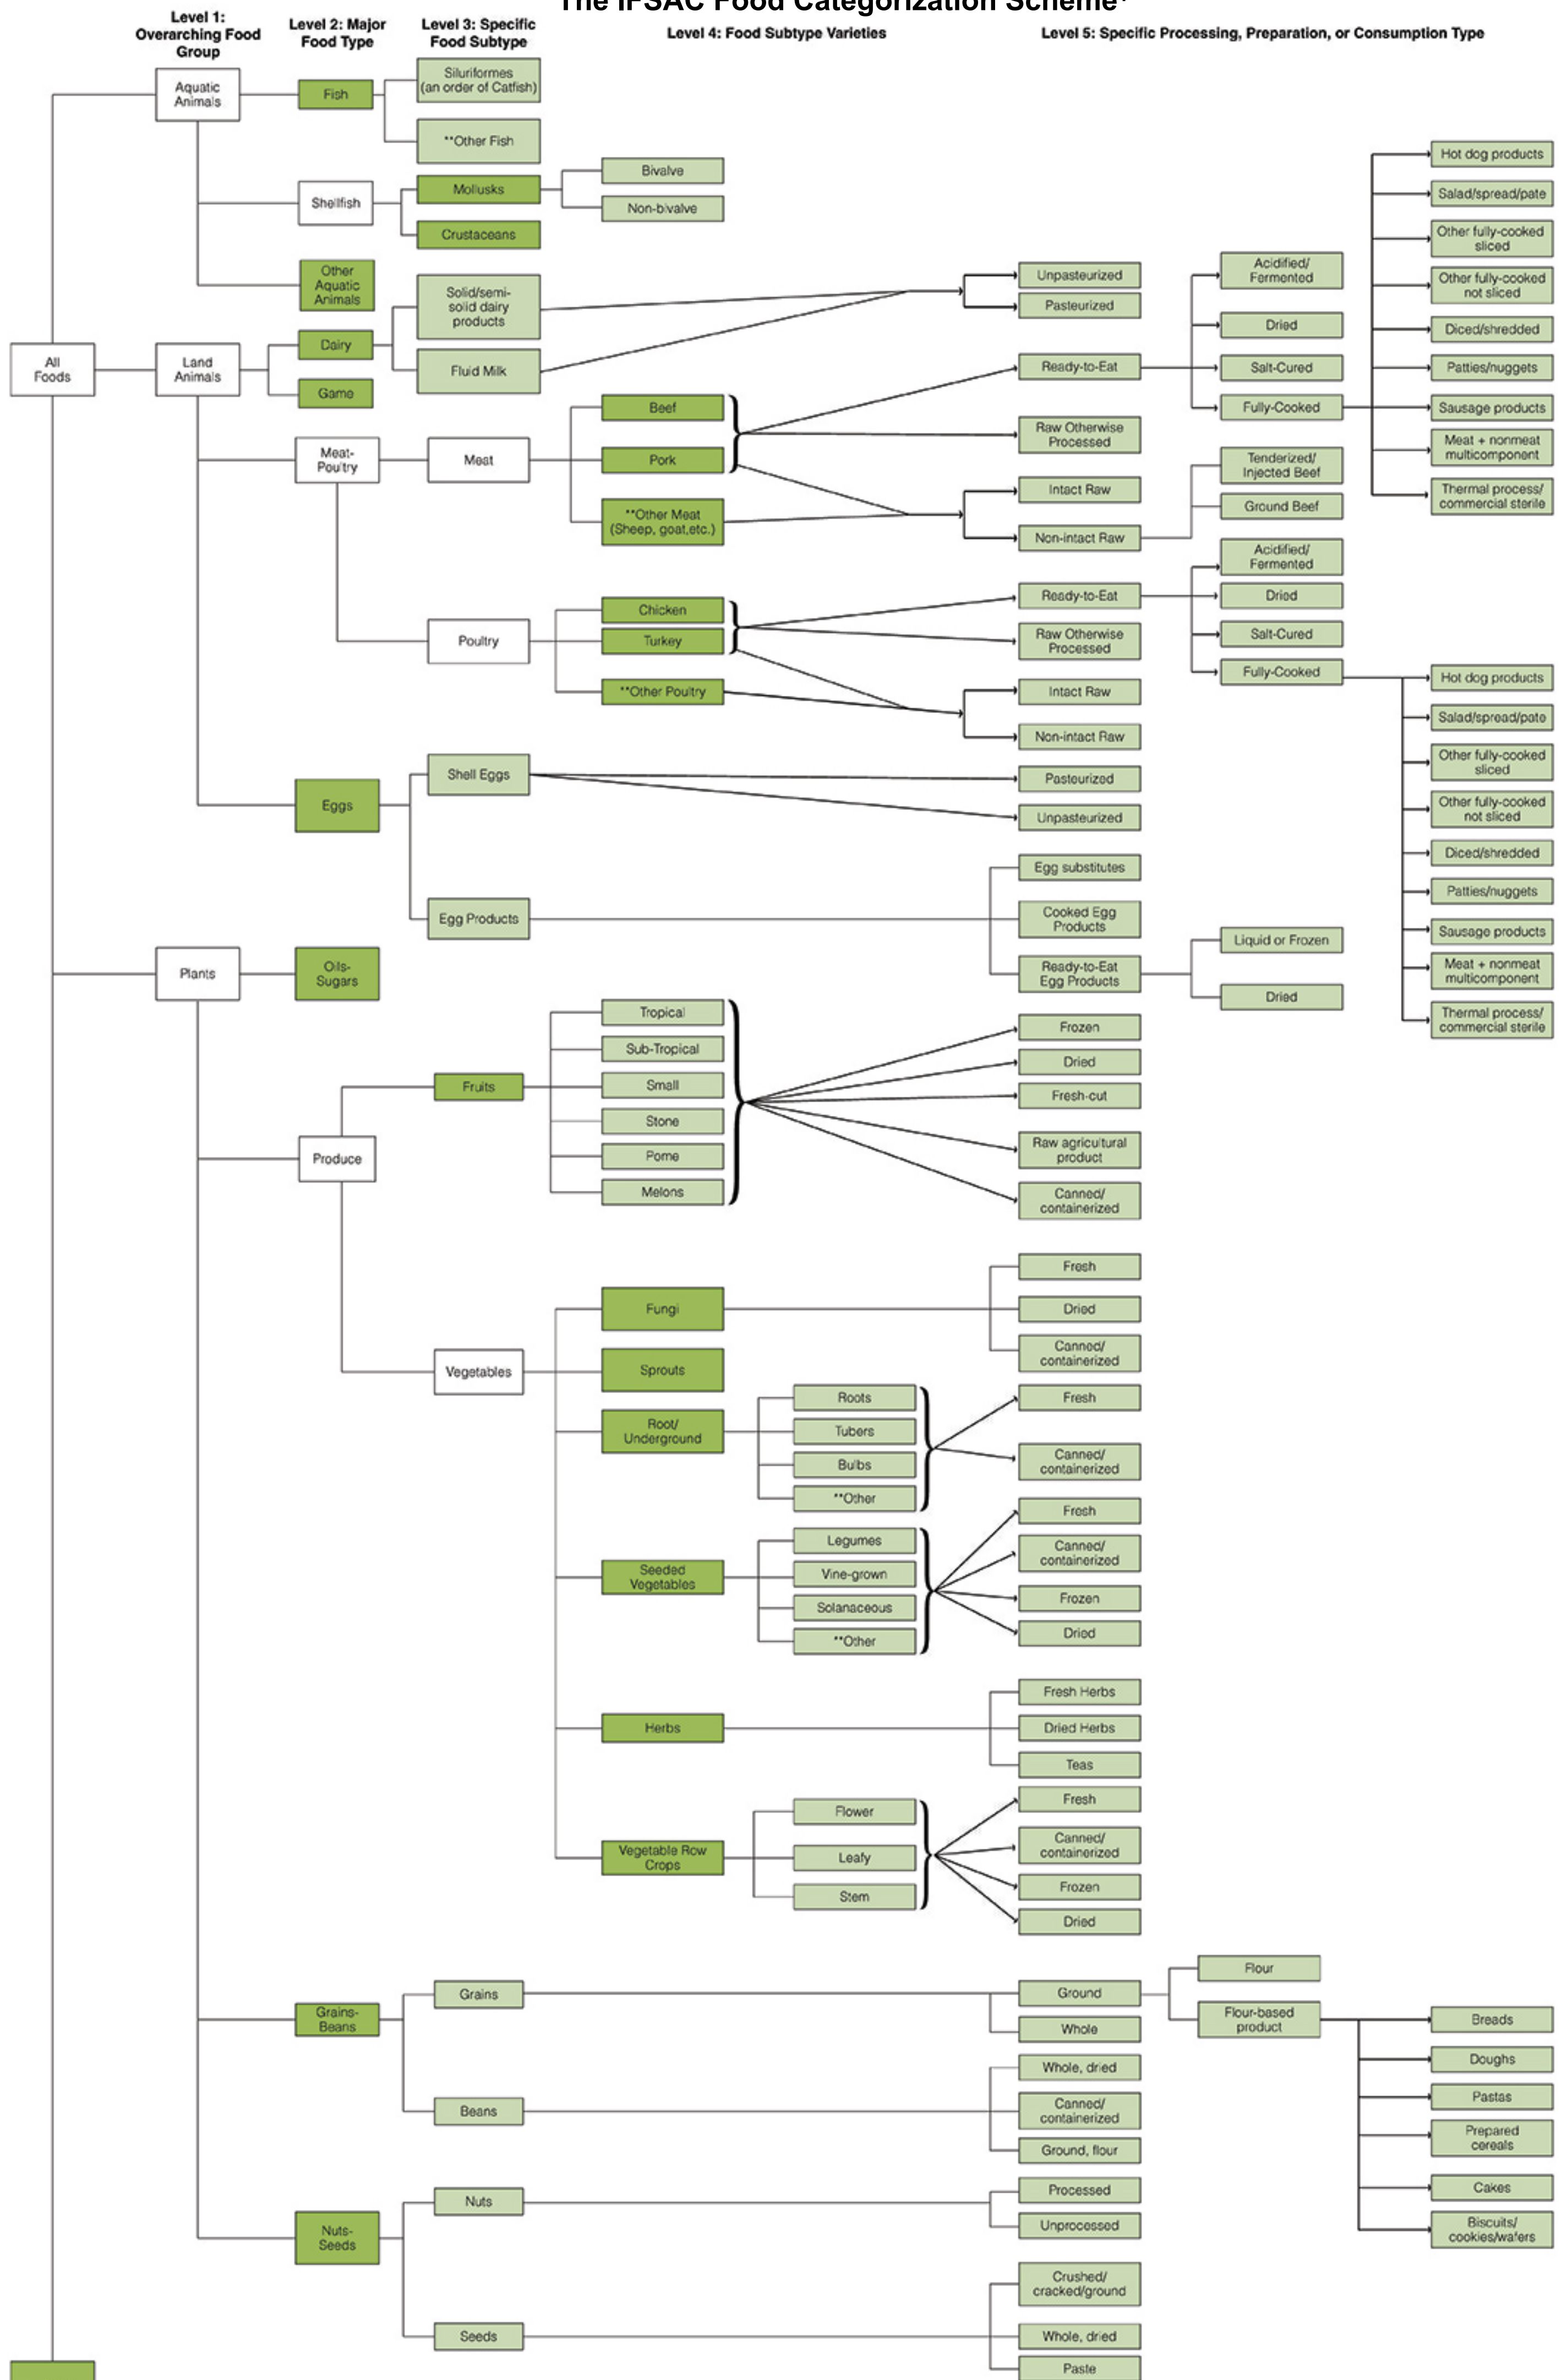 The IFSAC Food Categorization Scheme*
Level 1:
Overarching Food
Group
Level 2: Major
Food Type
Level 3: Specific
Food Subtype
Level 4: Food Subtype Varieties
Level 5: Specific Processing, Preparation, or Consumption Type
All
Foods
Aquatic
Animals
Fish
Siluriformes
(an order of Catfish)
**Other Fish
Shellfish
Mollusks
Bivalve
Non-bivalve
Crustaceans
Other
Aquatic
Animals
Land
Animals
Dairy
Solid/semi-
solid dairy
products
Fluid Milk
Unpasteurized
Pasteurized
Game
Meat-
Poultry
Meat
Beef
Pork
**Other Meat
(Sheep, goat,etc.)
Ready-to-Eat
Raw Otherwise
Processed
Intact Raw
Non-intact Raw
Acidified/
Fermented
Dried
Salt-Cured
Fully-Cooked
Tenderized/
Injected Beef
Ground Beef
Hot dog products
Salad/spread/pate
Other fully-cooked
sliced
Other fully-cooked
not sliced
Diced/shredded
Patties/nuggets
Sausage products
Meat + nonmeat
multicomponent
Thermal process/
commercial sterile
Poultry
Chicken
Turkey
**Other Poultry
Ready-to-Eat
Raw Otherwise
Processed
Intact Raw
Non-intact Raw
Acidified/
Fermented
Dried
Salt-Cured
Fully-Cooked
Hot dog products
Salad/spread/pate
Other fully-cooked
sliced
Other fully-cooked
not sliced
Diced/shredded
Patties/nuggets
Sausage products
Meat + nonmeat
multicomponent
Thermal process/
commercial sterile
Eggs
Shell Eggs
Pasteurized
Unpasteurized
Egg Products
Egg substitutes
Cooked Egg
Products
Ready-to-Eat
Egg Products
Liquid or Frozen
Dried
Plants
Oils-
Sugars
Produce
Fruits
Tropical
Sub-Tropical
Small
Stone
Pome
Melons
Frozen
Dried
Fresh-cut
Raw agricultural
product
Canned/
containerized
Vegetables
Fungi
Fresh
Dried
Canned/
containerized
Sprouts
Root/
Underground
Roots
Tubers
Bulbs
**Other
Fresh
Canned/
containerized
Seeded
Vegetables
Legumes
Vine-grown
Solanaceous
**Other
Fresh
Canned/
containerized
Frozen
Dried
Herbs
Fresh Herbs
Dried Herbs
Teas
Vegetable Row
Crops
Flower
Leafy
Stem
Fresh
Canned/
containerized
Frozen
Dried
Grains-
Beans
Grains
Ground
Whole
Flour
Flour-based
product
Breads
Doughs
Pastas
Prepared
cereals
Cakes
Biscuits/
cookies/wafers
Beans
Whole, dried
Canned/
containerized
Ground, flour
Nuts-
Seeds
Nuts
Processed
Unprocessed
Seeds
Crushed/
cracked/ground
Whole, dried
Paste